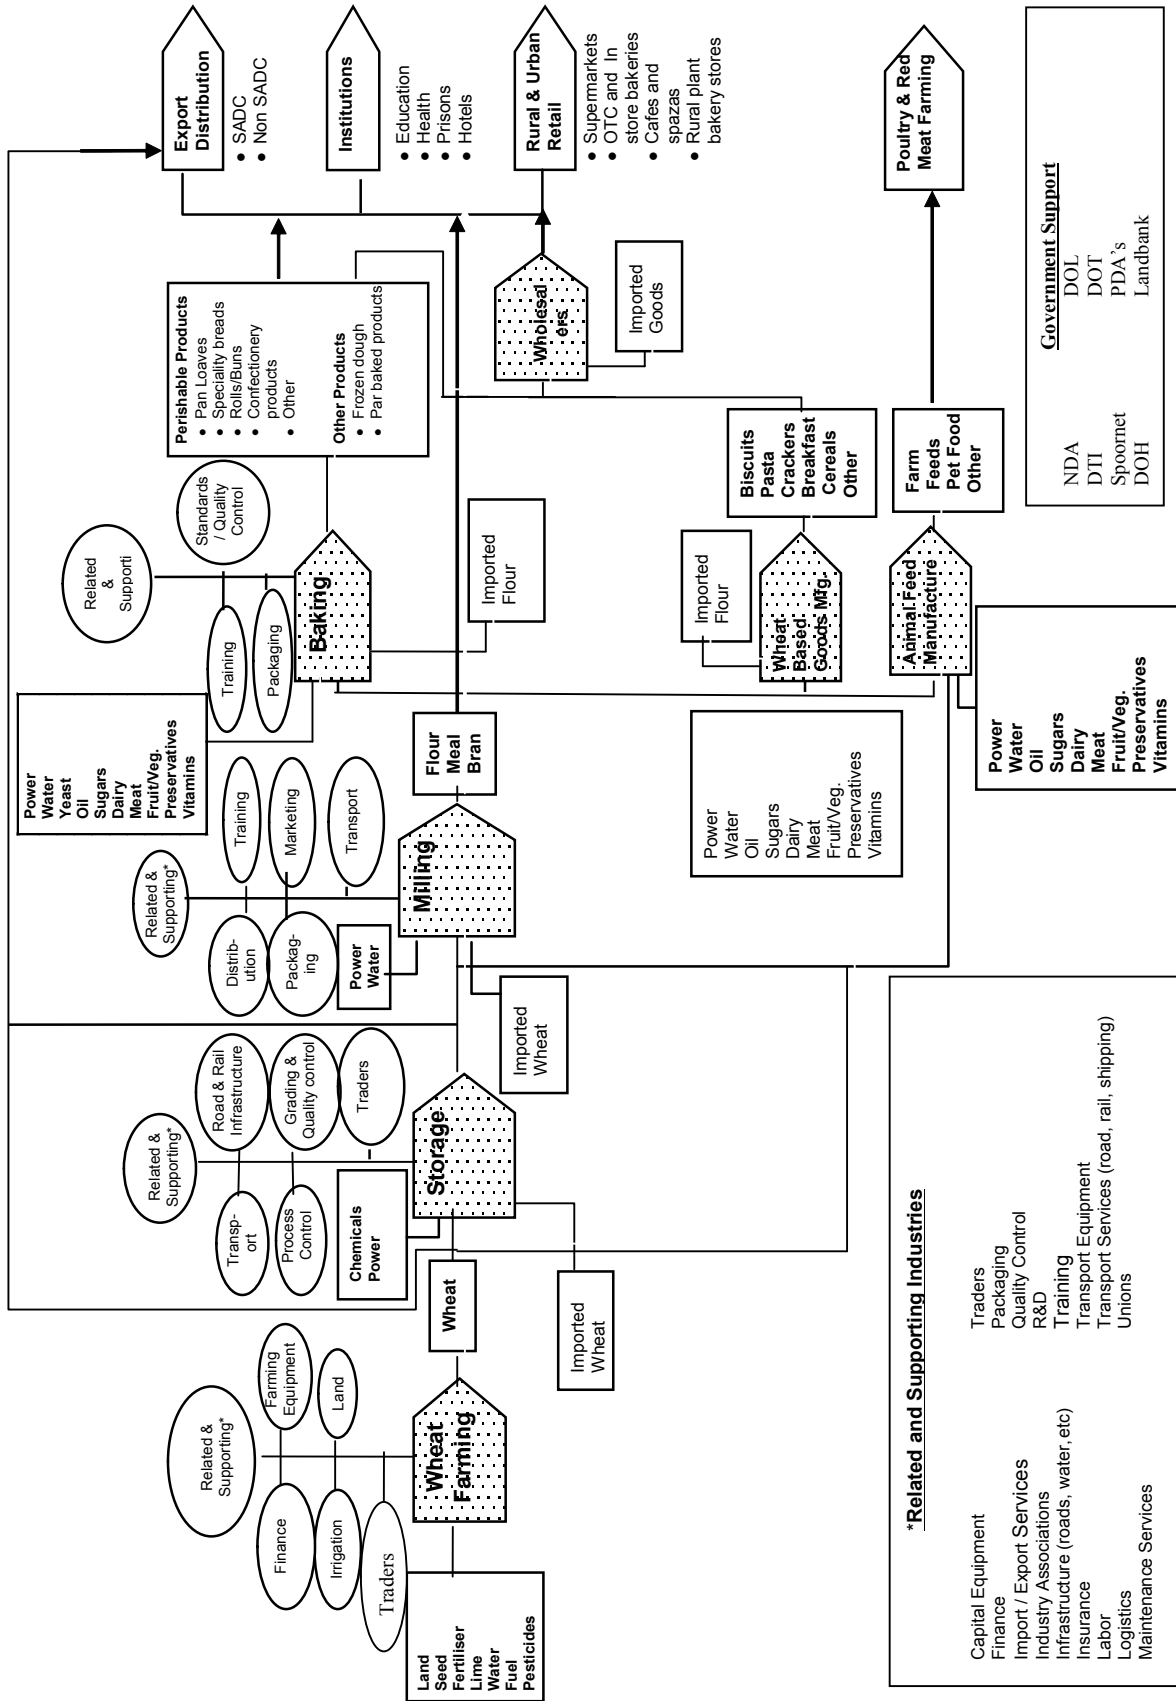 Related &
Supporting*
Finance
Farming
Equipment
Irrigation
Land
Traders
Land
Seed
Fertiliser
Lime
Water
Fuel
Pesticides
Wheat
Farming
Wheat
Imported
Wheat
Related &
Supporting*
Transp-
ort
Road & Rail
Infrastructure
Process
Control
Grading &
Quality control
Traders
Chemicals
Power
Storage
Imported
Wheat
Related &
Supporting*
Distrib-
ution
Training
Packag-
ing
Marketing
Transport
Power
Water
Milling
Flour
Meal
Bran
Power
Water
Yeast
Oil
Sugars
Dairy
Meat
Fruit/Veg.
Preservatives
Vitamins
Related
&
Supporti
Training
Standards
/ Quality
Control
Packaging
Baking
Imported
Flour
Perishable Products
• Pan Loaves
• Speciality breads
• Rolls/Buns
• Confectionery
products
• Other
Other Products
• Frozen dough
• Par baked products
Export
Distribution
• SADC
• Non SADC
Institutions
• Education
• Health
• Prisons
• Hotels
Rural & Urban
Retail
• Supermarkets
• OTC and In
store bakeries
• Cafes and
spazas
• Rural plant
bakery stores
Wholesal
ers
Imported
Goods
Power
Water
Oil
Sugars
Dairy
Meat
Fruit/Veg.
Preservatives
Vitamins
Imported
Flour
Wheat
Based
Goods Mfg.
Biscuits
Pasta
Crackers
Breakfast
Cereals
Other
Animal Feed
Manufacture
Farm
Feeds
Pet Food
Other
Poultry & Red
Meat Farming
Power
Water
Oil
Sugars
Dairy
Meat
Fruit/Veg.
Preservatives
Vitamins
*Related and Supporting Industries
Capital Equipment Traders
Finance Packaging
Import / Export Services Quality Control
Industry Associations R&D
Infrastructure (roads, water, etc) Training
Insurance Transport Equipment
Labor Transport Services (road, rail, shipping)
Logistics Unions
Maintenance Services
Government Support
NDA DOL
DTI DOT
Spoornet PDA's
DOH Landbank